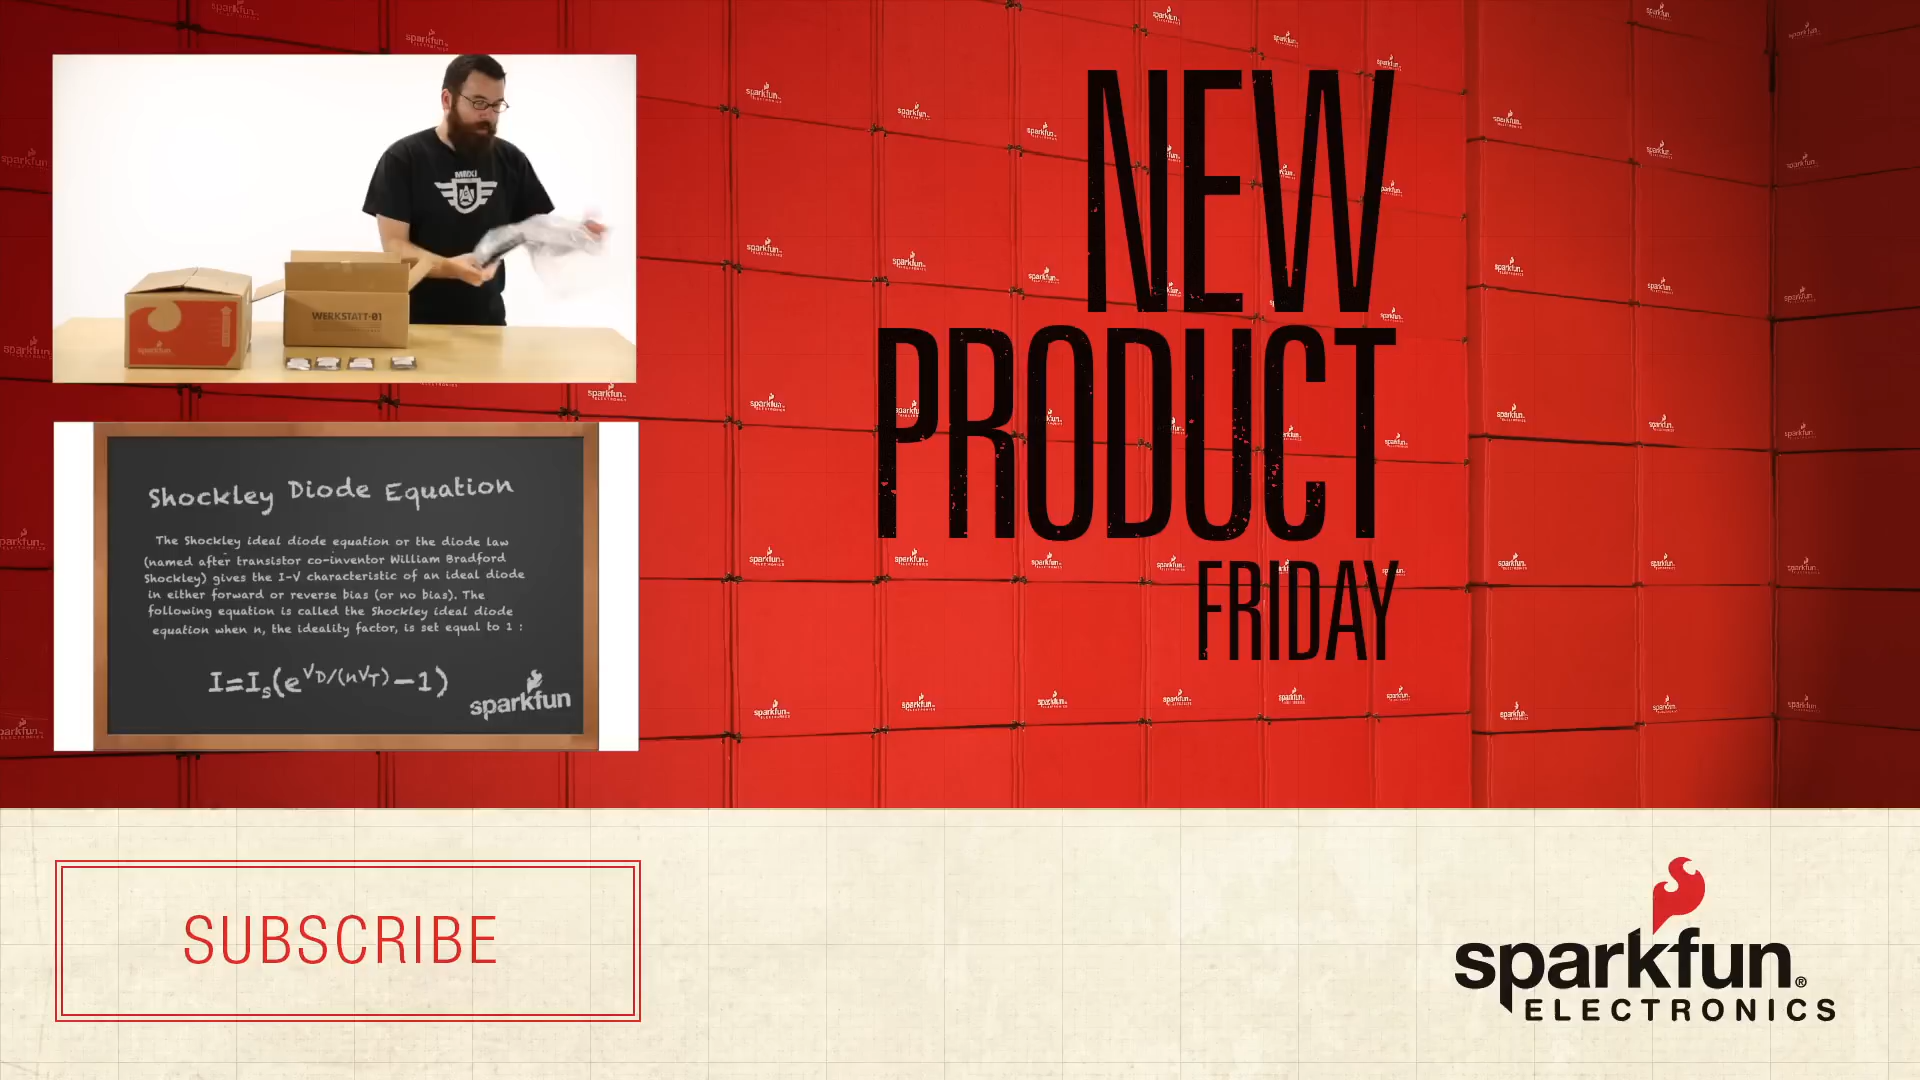 MMXI
WERKSTATT-01
sparkfun
Shockley Diode Equation
The Shockley ideal diode equation or the diode law
(named after transistor co-inventor William Bradford
Shockley) gives the I-V characteristic of an ideal diode
in either forward or reverse bias (or no bias). The
following equation is called the Shockley ideal diode
equation when n, the ideality factor, is set equal to 1 :
I=Is(e^VD/(nVT)-1)
sparkfun
NEW
PRODUCT
FRIDAY
SUBSCRIBE
sparkfun®
ELECTRONICS